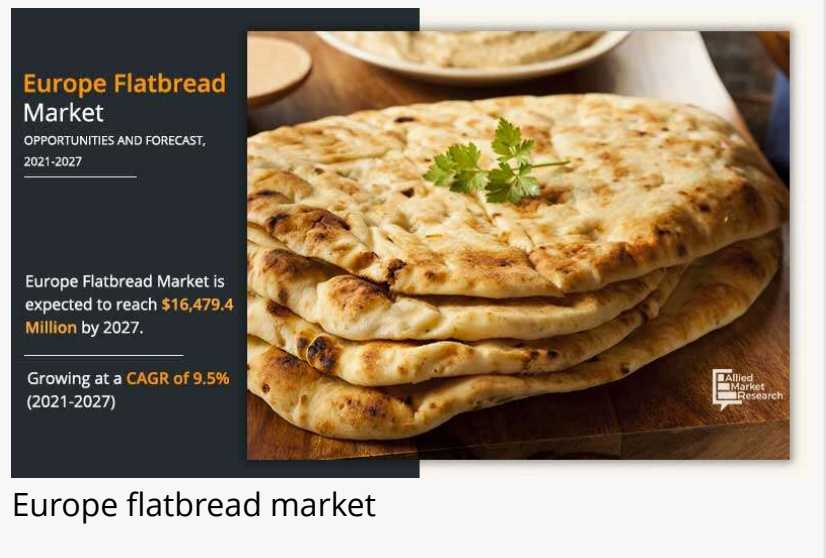 Europe Flatbread
Market
OPPORTUNITIES AND FORECAST,
2021-2027
Europe Flatbread Market is
expected to reach $16,479.4
Million by 2027.
Growing at a CAGR of 9.5%
(2021-2027)
Allied
Market
Research
Europe flatbread market